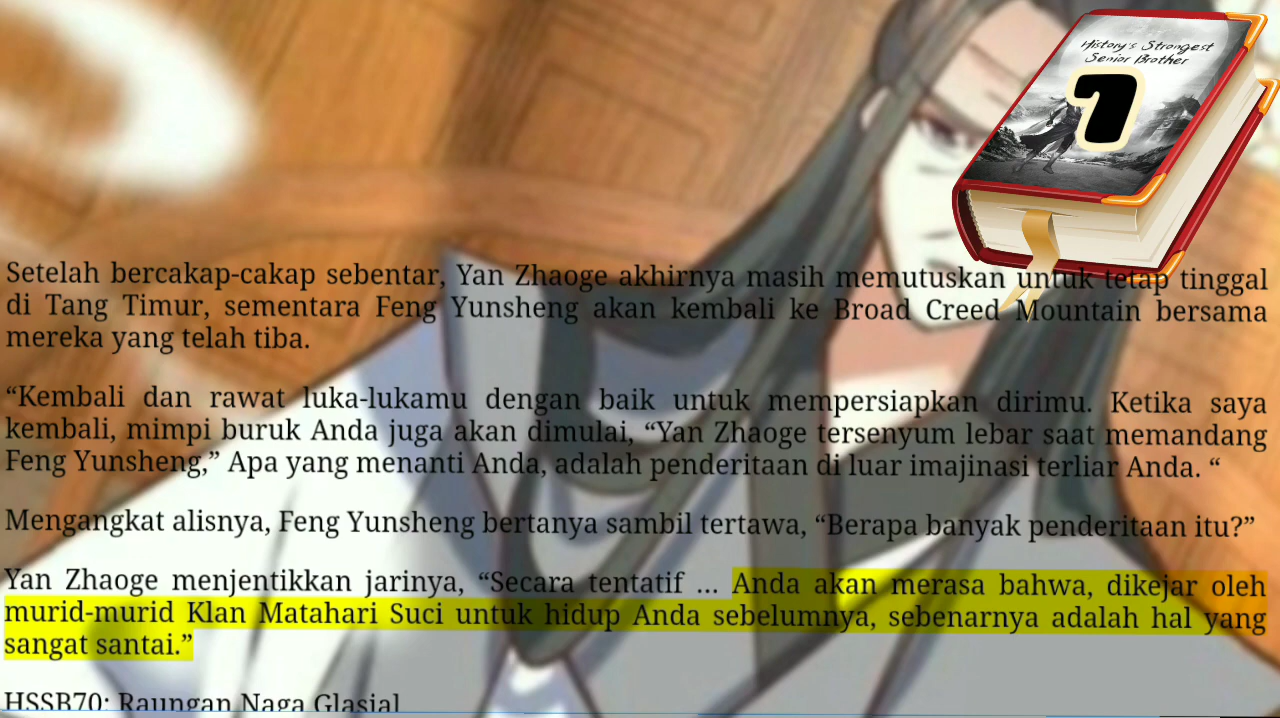 History's Strongest
Senior Brother
7
Setelah bercakap-cakap sebentar, Yan Zhaoge akhirnya masih memutuskan untuk tetap tinggal
di Tang Timur, sementara Feng Yunsheng akan kembali ke Broad Creed Mountain bersama
mereka yang telah tiba.
“Kembali dan rawat luka-lukamu dengan baik untuk mempersiapkan dirimu. Ketika saya
kembali, mimpi buruk Anda juga akan dimulai, “Yan Zhaoge tersenyum lebar saat memandang
Feng Yunsheng,” Apa yang menanti Anda, adalah penderitaan di luar imajinasi terliar Anda. “
Mengangkat alisnya, Feng Yunsheng bertanya sambil tertawa, “Berapa banyak penderitaan itu?”
Yan Zhaoge menjentikkan jarinya, “Secara tentatif ... Anda akan merasa bahwa, dikejar oleh
murid-murid Klan Matahari Suci untuk hidup Anda sebelumnya, sebenarnya adalah hal yang
sangat santai.”
HSSB70: Raungan Naga Glasial